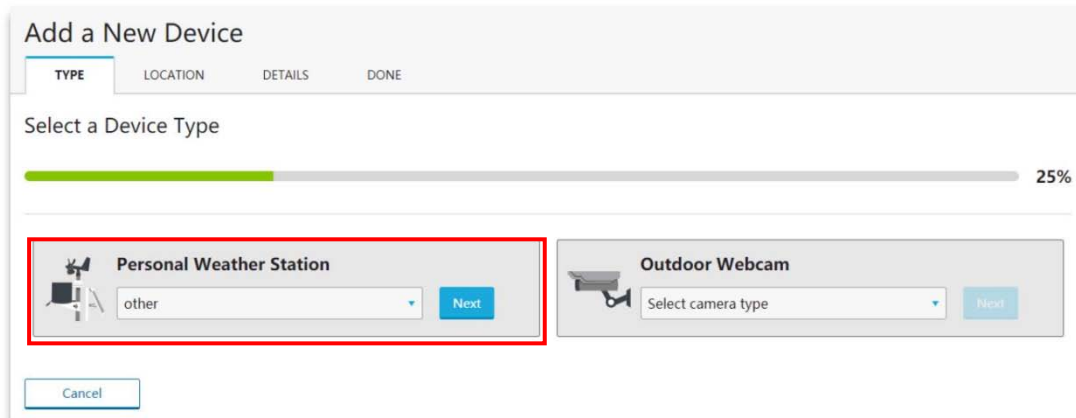 Add a New Device
TYPE LOCATION DETAILS DONE
Select a Device Type
25%
Personal Weather Station
other Next
Outdoor Webcam
Select camera type Next
Cancel